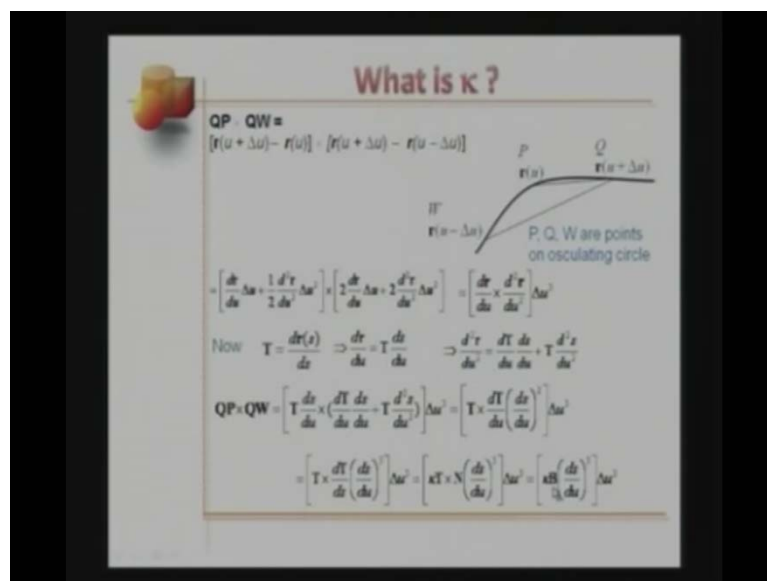 What is κ ?
QP × QW =
[r(u + Δu) − r(u)] × [r(u + Δu) − r(u − Δu)]
P
Q
r(u)
r(u + Δu)
W
r(u − Δu)
P, Q, W are points
on osculating circle
= [dr/du Δu + 1/2 d²r/du² Δu²] × [2 dr/du Δu + 2 d²r/du² Δu²] = [dr/du × d²r/du²] Δu³
Now T = dr(s)/ds ⇒ dr/du = T ds/du ⇒ d²r/du² = dT/du ds/du + T d²s/du²
QP×QW = [T ds/du × (dT/du ds/du + T d²s/du²)] Δu³ = [T × dT/du (ds/du)²] Δu³
= [T × dT/ds (ds/du)³] Δu³ = [κT × N (ds/du)³] Δu³ = [κB (ds/du)³] Δu³